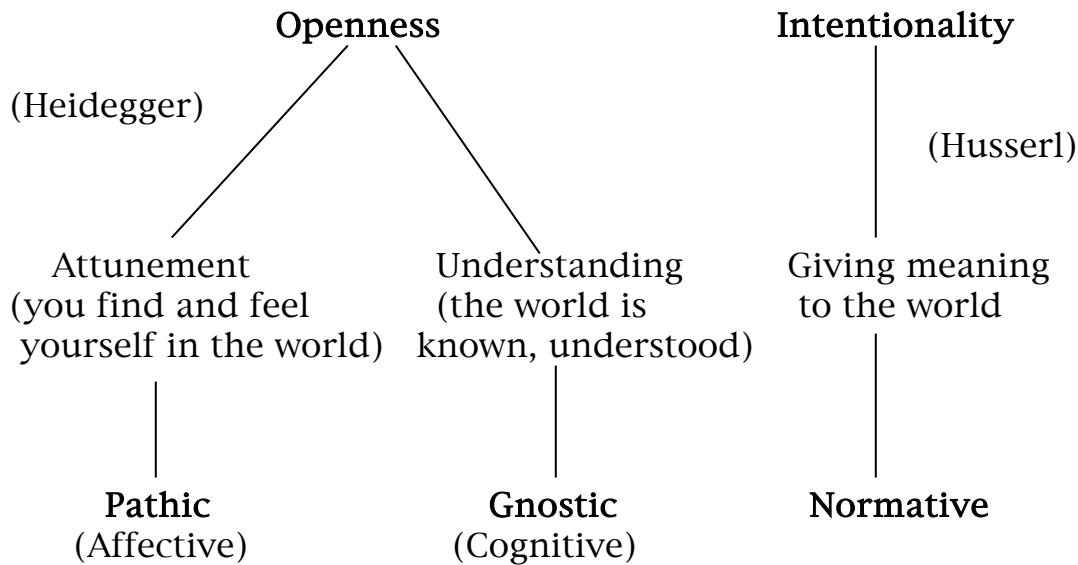 Openness
Intentionality
(Heidegger)
(Husserl)
Attunement
(you find and feel
yourself in the world)
Understanding
(the world is
known, understood)
Giving meaning
to the world
Pathic
(Affective)
Gnostic
(Cognitive)
Normative